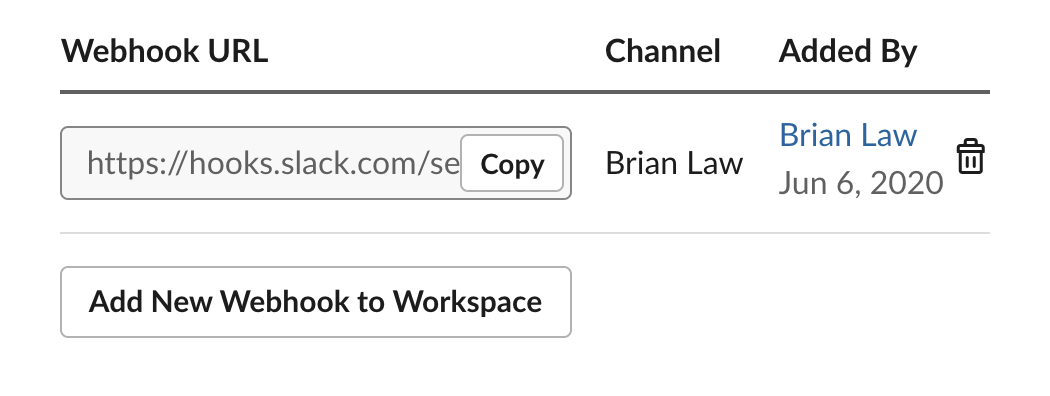 Webhook URL Channel Added By
https://hooks.slack.com/se Copy Brian Law Brian Law
Jun 6, 2020
Add New Webhook to Workspace